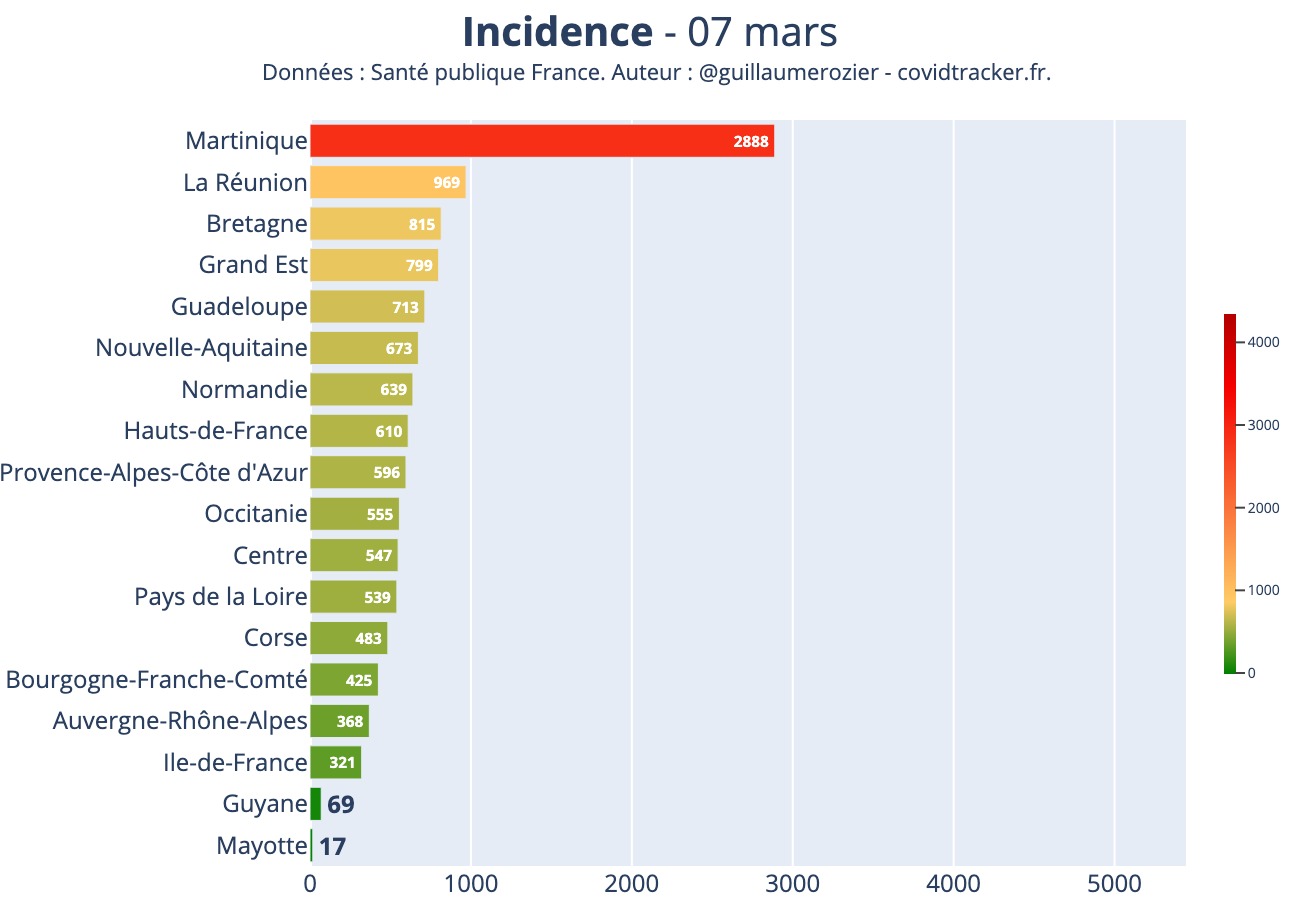 Incidence - 07 mars
Données : Santé publique France. Auteur : @guillaumerozier - covidtracker.fr.
Martinique 2888
La Réunion 969
Bretagne 815
Grand Est 799
Guadeloupe 713
Nouvelle-Aquitaine 673
Normandie 639
Hauts-de-France 610
Provence-Alpes-Côte d'Azur 596
Occitanie 555
Centre 547
Pays de la Loire 539
Corse 483
Bourgogne-Franche-Comté 425
Auvergne-Rhône-Alpes 368
Ile-de-France 321
Guyane 69
Mayotte 17
0 1000 2000 3000 4000 5000
4000
3000
2000
1000
0